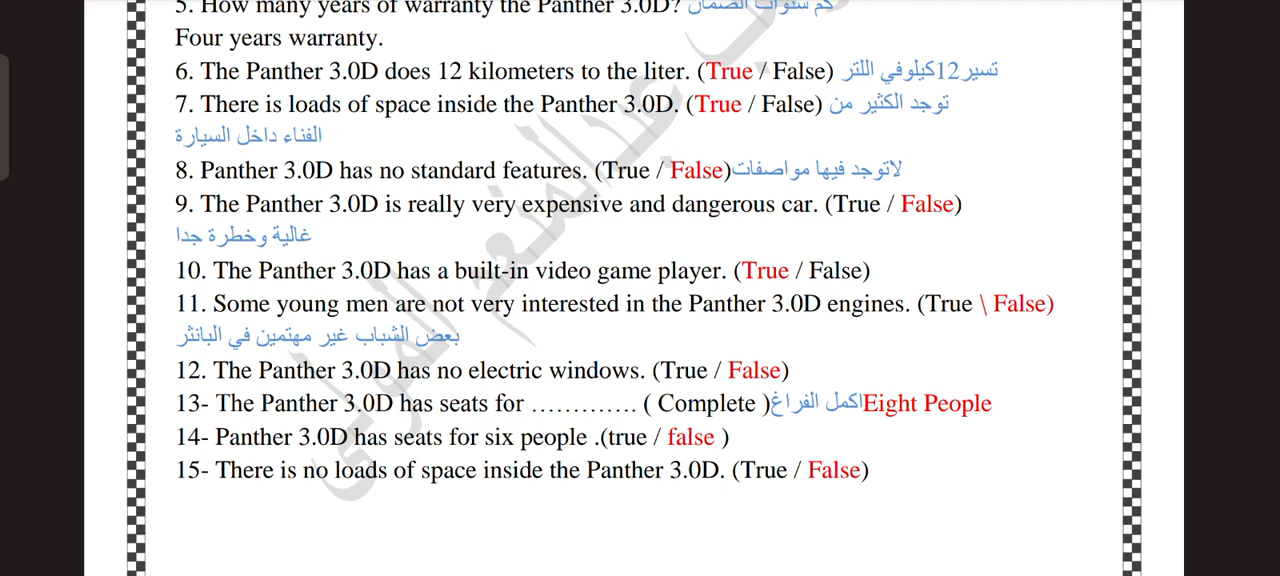 5. How many years of warranty the Panther 3.0D? كم سنوات الضمان
Four years warranty.
6. The Panther 3.0D does 12 kilometers to the liter. (True / False) تسير12كيلوفي اللتر
7. There is loads of space inside the Panther 3.0D. (True / False) توجد الكثير من
الفناء داخل السيارة
8. Panther 3.0D has no standard features. (True / False)لاتوجد فيها مواصفات
9. The Panther 3.0D is really very expensive and dangerous car. (True / False)
غالية وخطرة جدا
10. The Panther 3.0D has a built-in video game player. (True / False)
11. Some young men are not very interested in the Panther 3.0D engines. (True \ False)
بعض الشباب غير مهتمين في البانثر
12. The Panther 3.0D has no electric windows. (True / False)
13- The Panther 3.0D has seats for …………. ( Complete )اكمل الفراغEight People
14- Panther 3.0D has seats for six people .(true / false )
15- There is no loads of space inside the Panther 3.0D. (True / False)